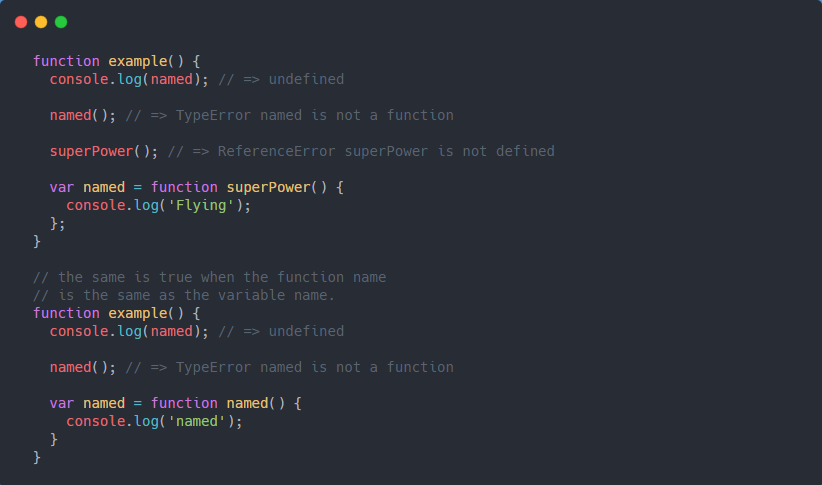 function example() {
  console.log(named); // => undefined

  named(); // => TypeError named is not a function

  superPower(); // => ReferenceError superPower is not defined

  var named = function superPower() {
    console.log('Flying');
  };
}

// the same is true when the function name
// is the same as the variable name.
function example() {
  console.log(named); // => undefined

  named(); // => TypeError named is not a function

  var named = function named() {
    console.log('named');
  }
}